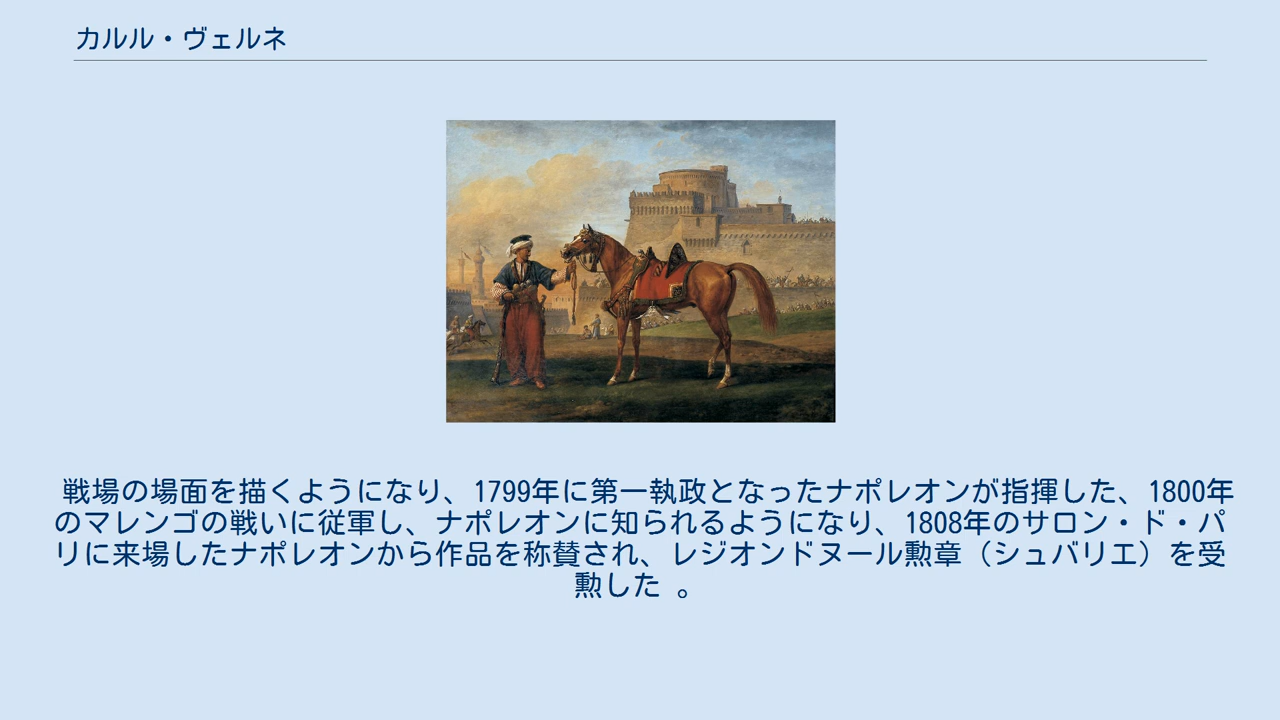 カルル・ヴェルネ
戦場の場面を描くようになり、1799年に第一執政となったナポレオンが指揮した、1800年
のマレンゴの戦いに従軍し、ナポレオンに知られるようになり、1808年のサロン・ド・パ
リに来場したナポレオンから作品を称賛され、レジオンドヌール勲章（シュバリエ）を受
勲した 。